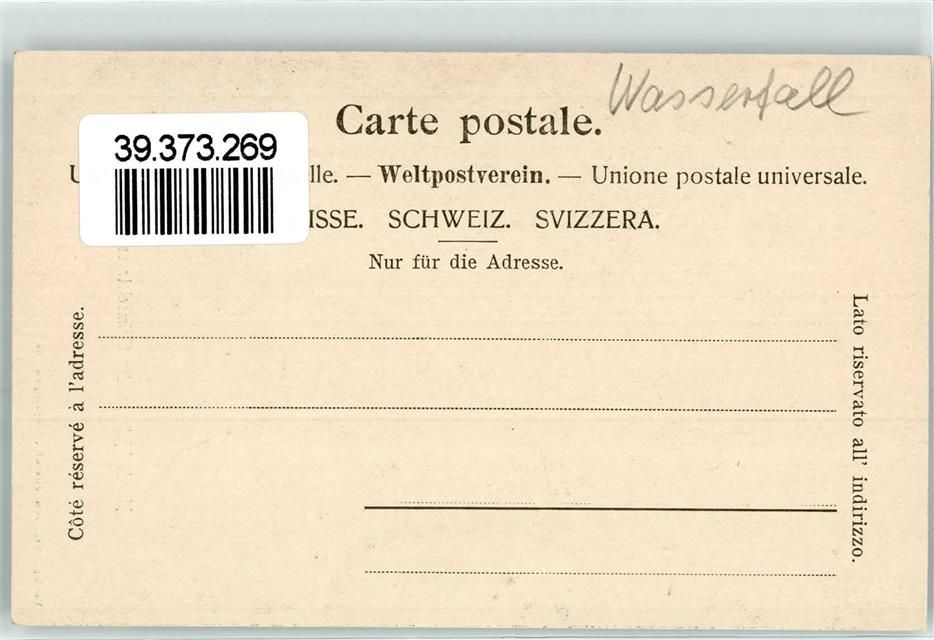 Wasserfall
Carte postale.
39.373.269
lle. — Weltpostverein. — Unione postale universale.
ISSE. SCHWEIZ. SVIZZERA.
Nur für die Adresse.
Côté réservé à l'adresse.
Lato riservato all' indirizzo.